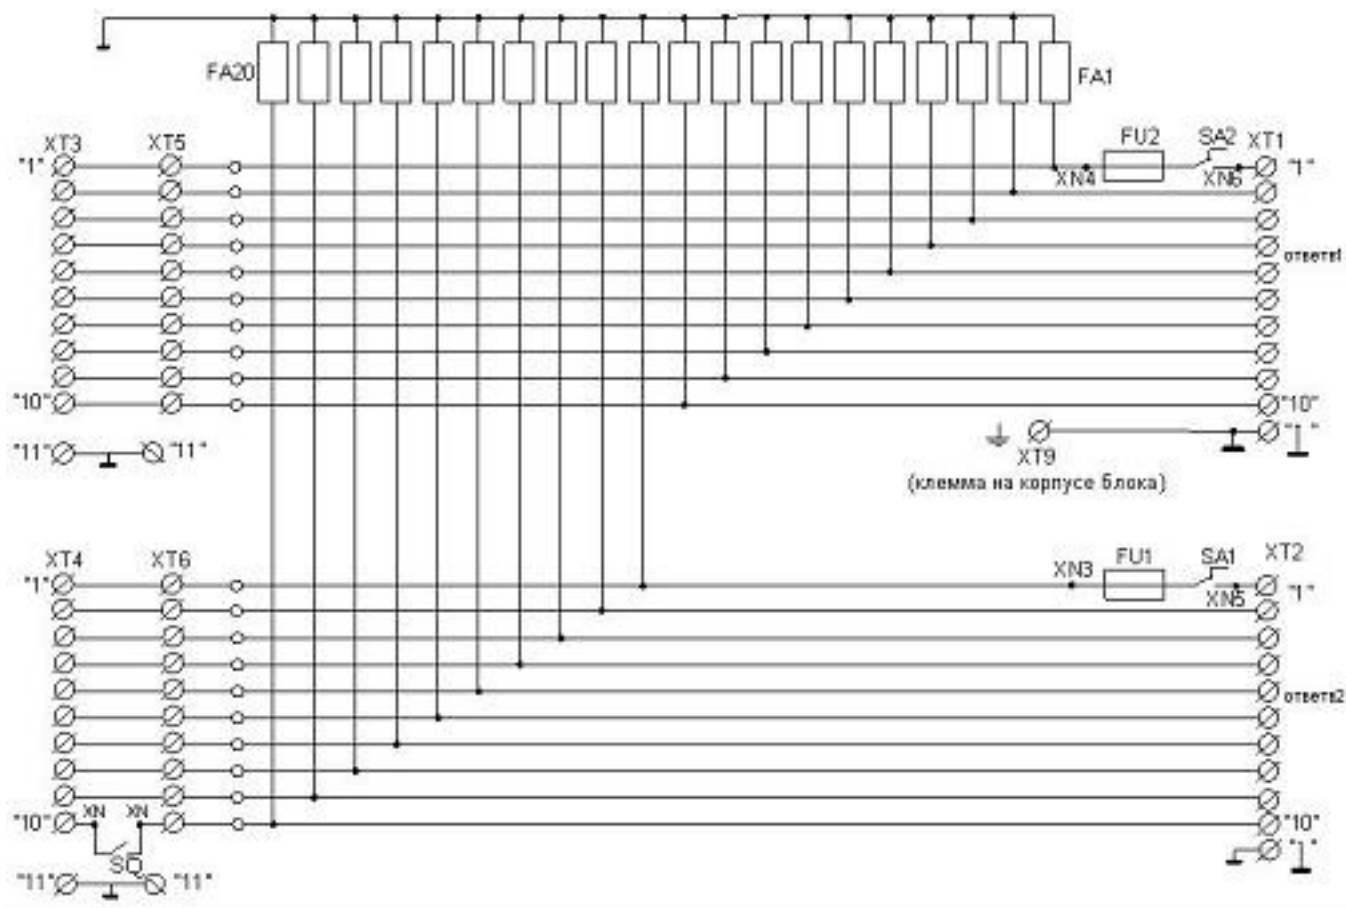 FA20
FA1
XT3
XT5
FU2
SA2
XT1
"1"
XN4
XN6
"1"
ответв1
"10"
"10"
"11"
"11"
XT9
"⊥"
(клемма на корпусе блока)
XT4
XT6
XN3
FU1
SA1
XT2
"1"
XN5
"1"
ответв2
"10"
XN
XN
"10"
SQ
"⊥"
"11"
"11"